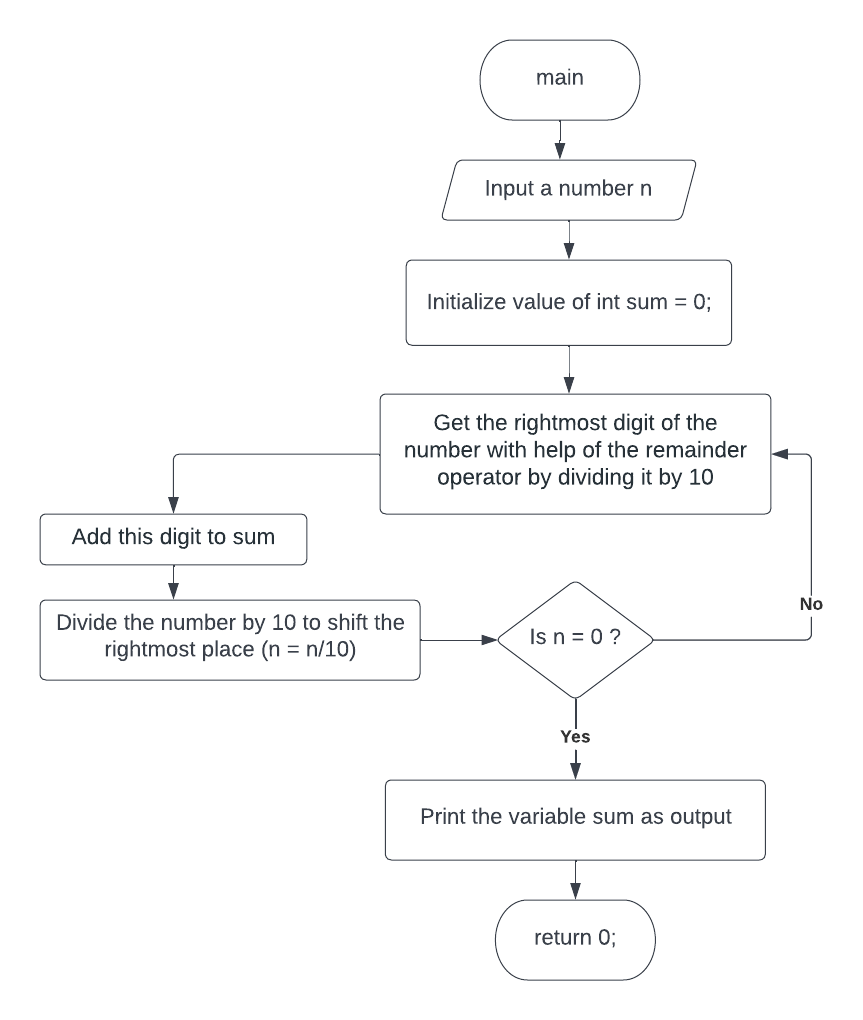 main
Input a number n
Initialize value of int sum = 0;
Get the rightmost digit of the
number with help of the remainder
operator by dividing it by 10
Add this digit to sum
Divide the number by 10 to shift the
rightmost place (n = n/10)
Is n = 0 ?
No
Yes
Print the variable sum as output
return 0;